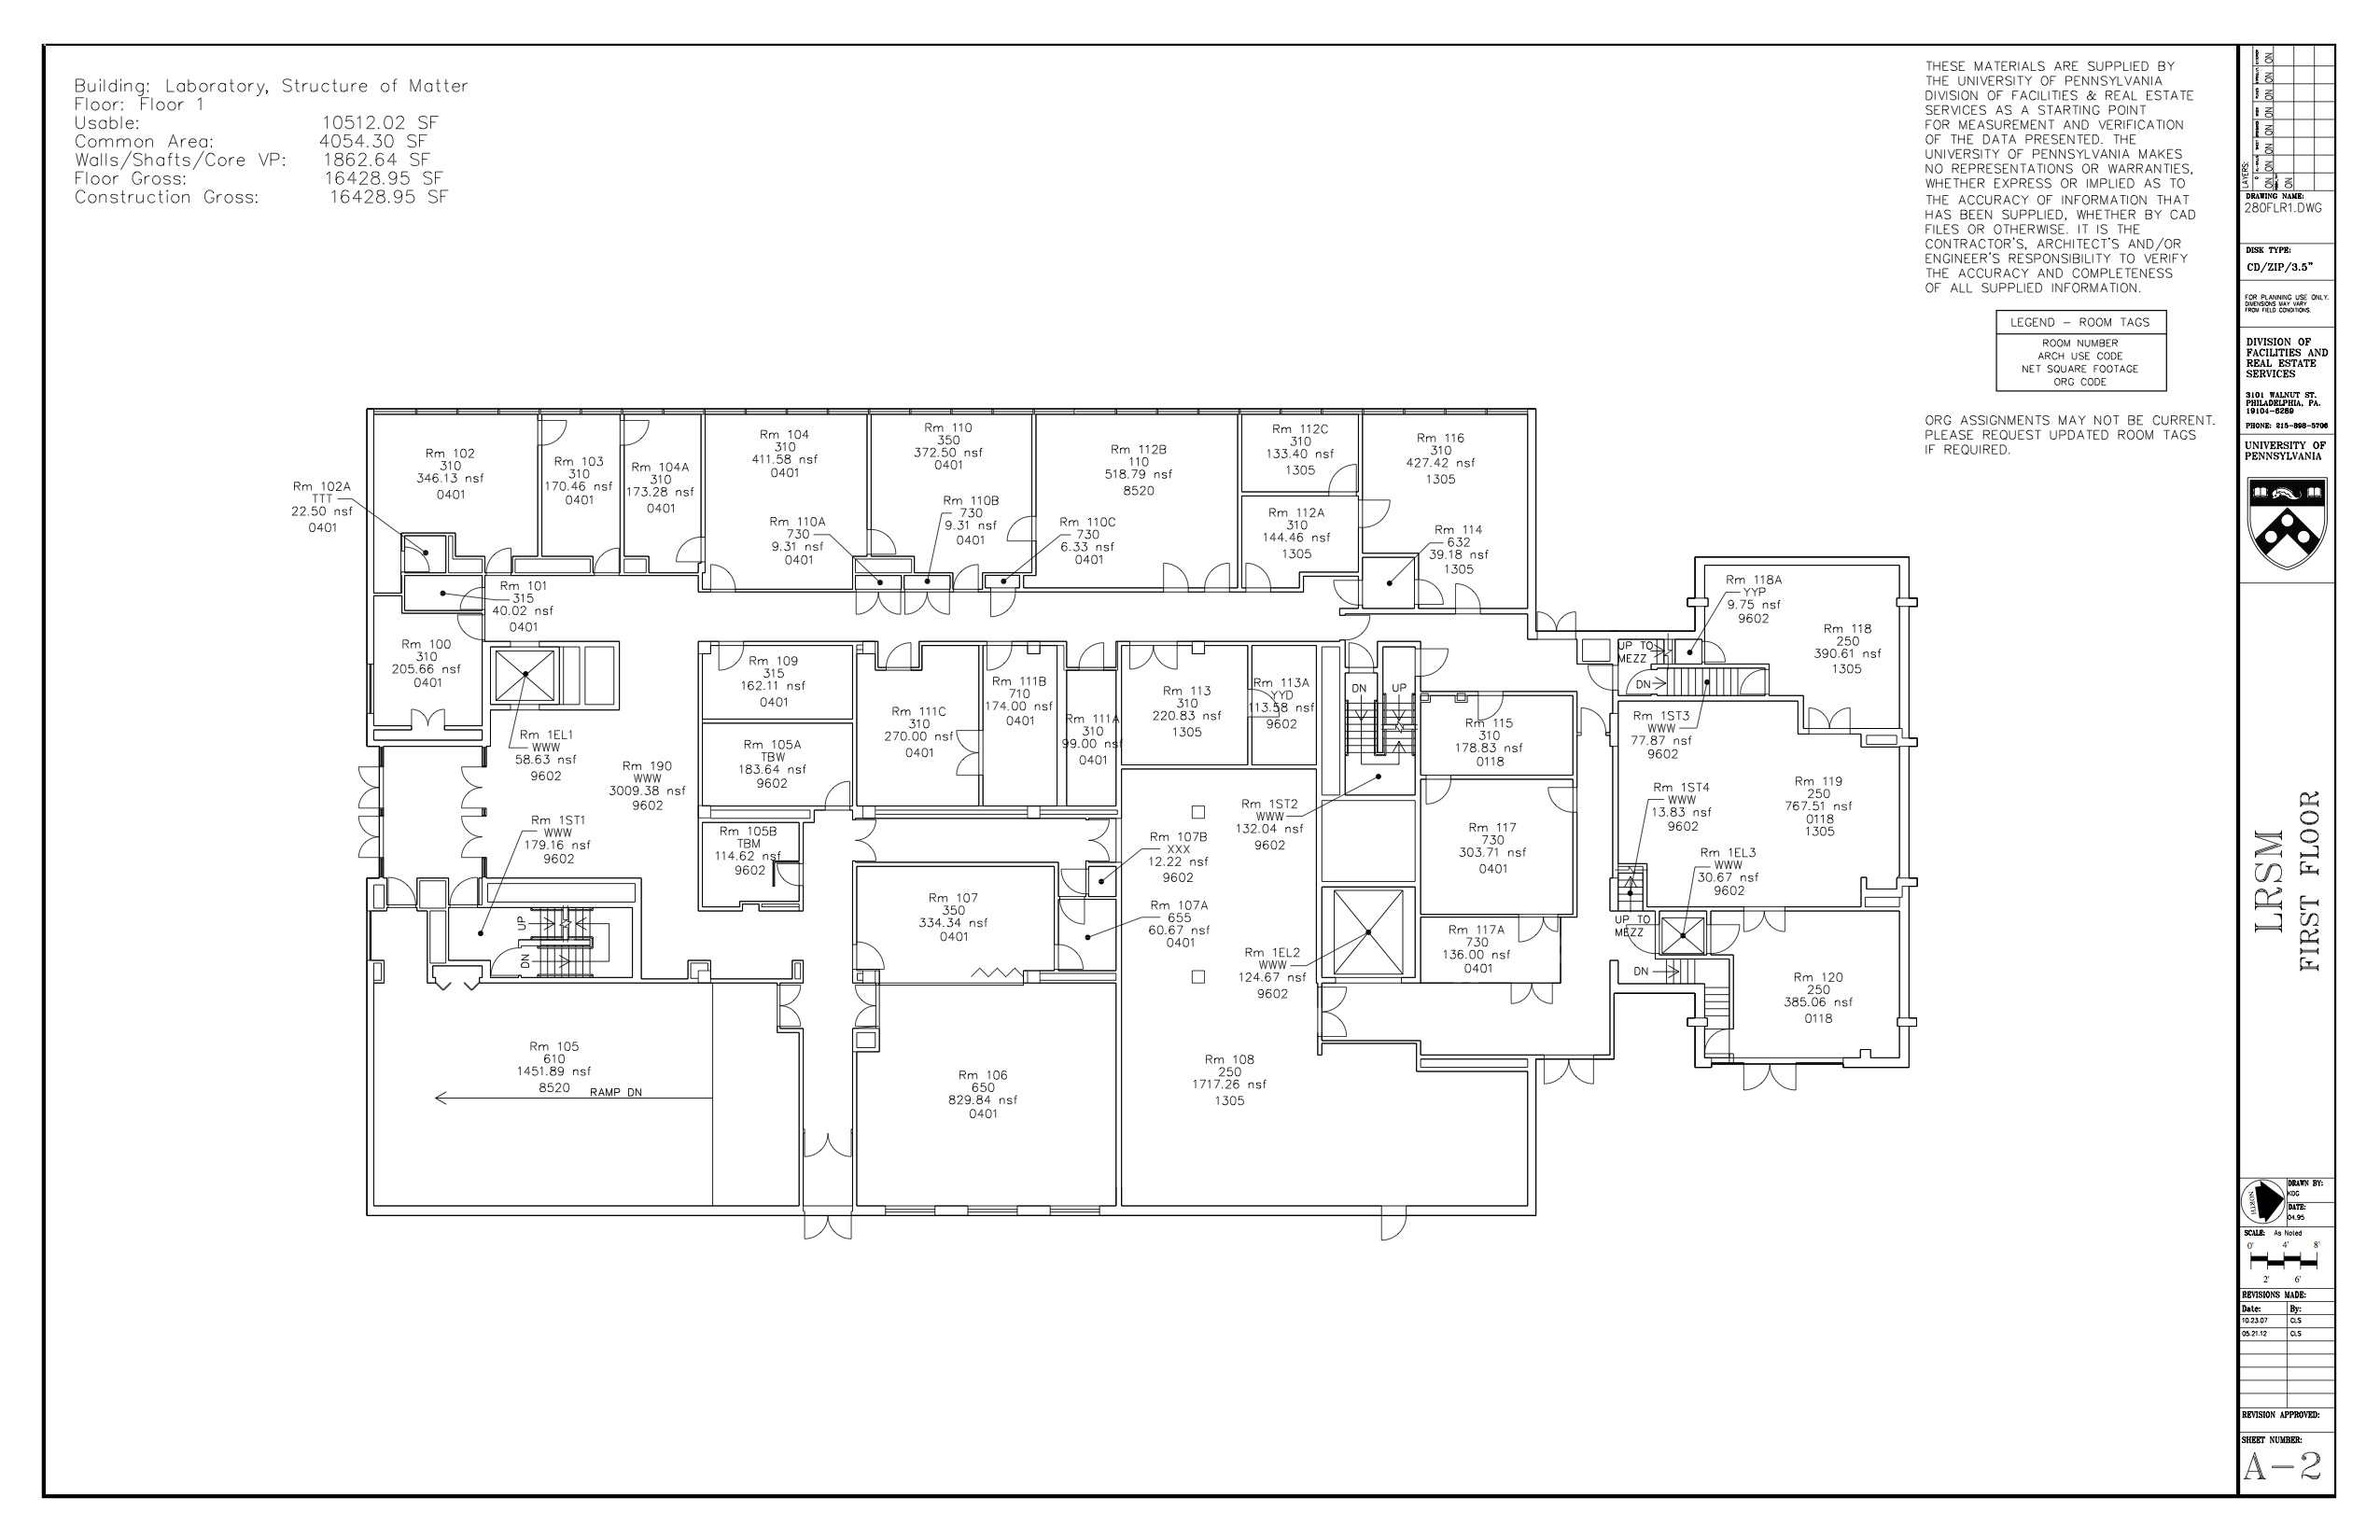 Building: Laboratory, Structure of Matter
Floor: Floor 1
Usable: 10512.02 SF
Common Area: 4054.30 SF
Walls/Shafts/Core VP: 1862.64 SF
Floor Gross: 16428.95 SF
Construction Gross: 16428.95 SF
THESE MATERIALS ARE SUPPLIED BY
THE UNIVERSITY OF PENNSYLVANIA
DIVISION OF FACILITIES & REAL ESTATE
SERVICES AS A STARTING POINT
FOR MEASUREMENT AND VERIFICATION
OF THE DATA PRESENTED. THE
UNIVERSITY OF PENNSYLVANIA MAKES
NO REPRESENTATIONS OR WARRANTIES,
WHETHER EXPRESS OR IMPLIED AS TO
THE ACCURACY OF INFORMATION THAT
HAS BEEN SUPPLIED, WHETHER BY CAD
FILES OR OTHERWISE. IT IS THE
CONTRACTOR'S, ARCHITECT'S AND/OR
ENGINEER'S RESPONSIBILITY TO VERIFY
THE ACCURACY AND COMPLETENESS
OF ALL SUPPLIED INFORMATION.
LEGEND - ROOM TAGS
ROOM NUMBER
ARCH USE CODE
NET SQUARE FOOTAGE
ORG CODE
ORG ASSIGNMENTS MAY NOT BE CURRENT.
PLEASE REQUEST UPDATED ROOM TAGS
IF REQUIRED.
Rm 102
310
346.13 nsf
0401
Rm 102A
TTT
22.50 nsf
0401
Rm 103
310
170.46 nsf
0401
Rm 104A
310
173.28 nsf
0401
Rm 104
310
411.58 nsf
0401
Rm 110A
730
9.31 nsf
0401
Rm 110
350
372.50 nsf
0401
Rm 110B
730
9.31 nsf
0401
Rm 110C
730
6.33 nsf
0401
Rm 112B
110
518.79 nsf
8520
Rm 112C
310
133.40 nsf
1305
Rm 112A
310
144.46 nsf
1305
Rm 116
310
427.42 nsf
1305
Rm 114
632
39.18 nsf
1305
Rm 118A
YYP
9.75 nsf
9602
Rm 118
250
390.61 nsf
1305
UP TO
MEZZ
DN
Rm 101
315
40.02 nsf
0401
Rm 100
310
205.66 nsf
0401
Rm 1EL1
WWW
58.63 nsf
9602
Rm 190
WWW
3009.38 nsf
9602
Rm 1ST1
WWW
179.16 nsf
9602
UP
DN
Rm 109
315
162.11 nsf
0401
Rm 105A
TBW
183.64 nsf
9602
Rm 105B
TBM
114.62 nsf
9602
Rm 111C
310
270.00 nsf
0401
Rm 111B
710
174.00 nsf
0401
Rm 111A
310
99.00 nsf
0401
Rm 113
310
220.83 nsf
1305
Rm 113A
YYD
113.58 nsf
9602
DN
UP
Rm 1ST2
WWW
132.04 nsf
9602
Rm 115
310
178.83 nsf
0118
Rm 117
730
303.71 nsf
0401
Rm 117A
730
136.00 nsf
0401
Rm 1ST3
WWW
77.87 nsf
9602
Rm 1ST4
WWW
13.83 nsf
9602
Rm 119
250
767.51 nsf
0118
1305
Rm 1EL3
WWW
30.67 nsf
9602
UP TO
MEZZ
DN
Rm 120
250
385.06 nsf
0118
Rm 107
350
334.34 nsf
0401
Rm 107B
XXX
12.22 nsf
9602
Rm 107A
655
60.67 nsf
0401
Rm 1EL2
WWW
124.67 nsf
9602
Rm 105
610
1451.89 nsf
8520
RAMP DN
Rm 106
650
829.84 nsf
0401
Rm 108
250
1717.26 nsf
1305
LAYERS:
ON ON ON ON ON ON ON
ON
DRAWING NAME:
280FLR1.DWG
DISK TYPE:
CD/ZIP/3.5"
FOR PLANNING USE ONLY.
DIMENSIONS MAY VARY
FROM FIELD CONDITIONS.
DIVISION OF
FACILITIES AND
REAL ESTATE
SERVICES
3101 WALNUT ST.
PHILADELPHIA, PA.
19104-6289
PHONE: 215-898-5706
UNIVERSITY OF
PENNSYLVANIA
LRSM
FIRST FLOOR
NORTH
DRAWN BY:
KDG
DATE:
04.95
SCALE: As Noted
0' 4' 8'
2' 6'
REVISIONS MADE:
Date: By:
10.23.07 CLS
05.21.12 CLS
REVISION APPROVED:
SHEET NUMBER:
A-2